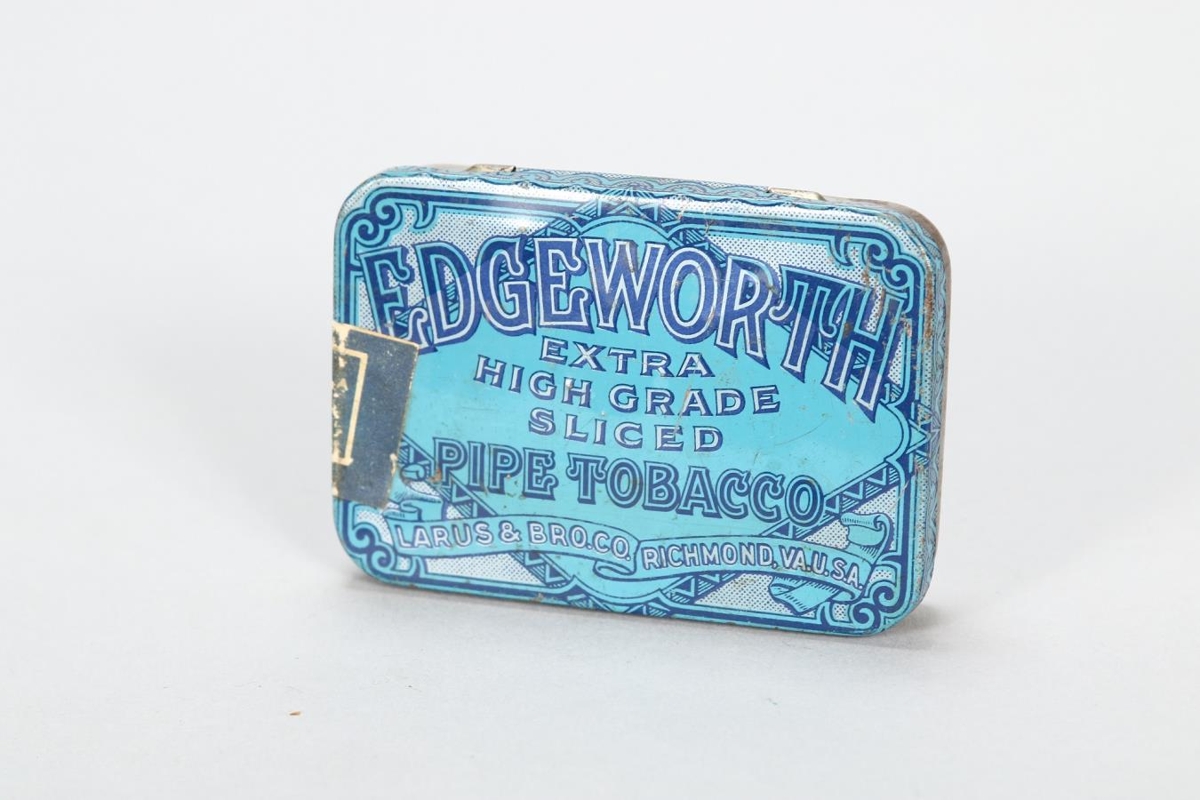 EDGEWORTH
EXTRA
HIGH GRADE
SLICED
PIPE TOBACCO
LARUS & BRO. CO. RICHMOND, VA. U.S.A.